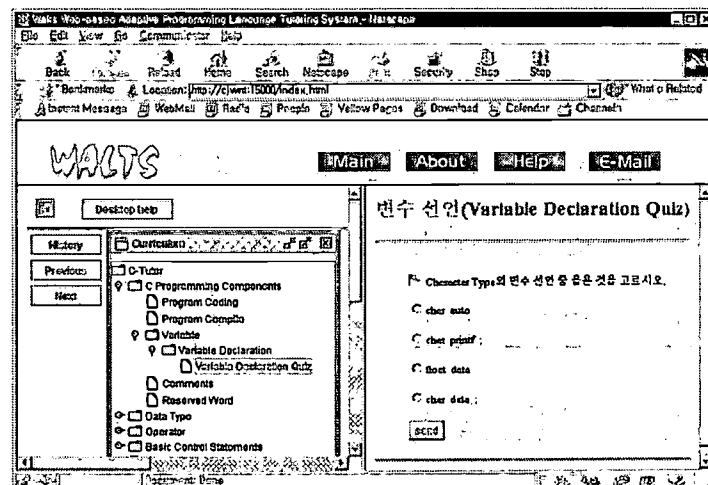 Walts Web-based Adaptive Programming Language Tutoring System - Netscape
File Edit View Go Communicator Help
Back Reload Home Search Netscape Security Shop Stop
Bookmarks Location: 15000/index.html What's Related
Instant Message WebMail People Yellow Pages Download Calendar Channels
WALTS
Main About Help E-Mail
Desktop help
변수 선언(Variable Declaration Quiz)
History
Curriculum
Previous
C-Tutor
Next
C Programming Components
Character Type의 변수 선언 중 옳은 것을 고르시오.
Program Coding
char auto
Program Compile
Variable
char printf ;
Variable Declaration
Variable Declaration Quiz
float data
Comments
char data ;
Reserved Word
Data Type
send
Operator
Basic Control Statements
Document: Done